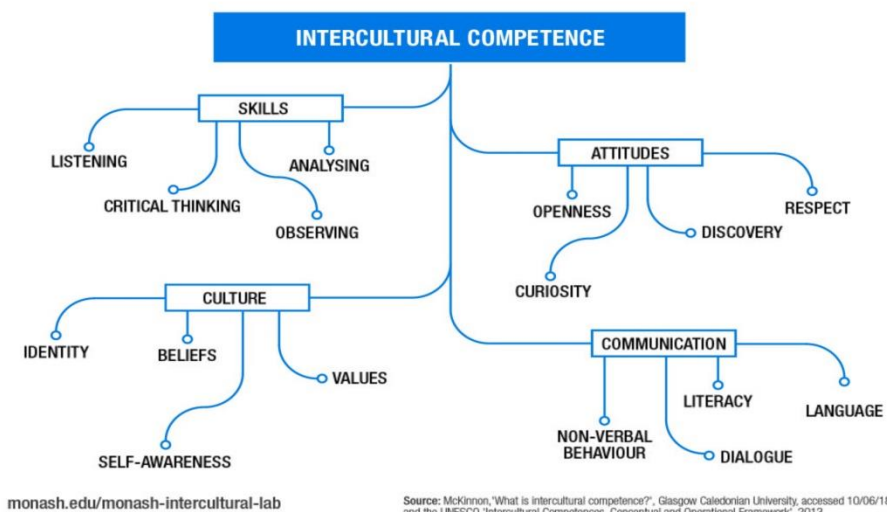 INTERCULTURAL COMPETENCE
SKILLS
LISTENING
CRITICAL THINKING
OBSERVING
ANALYSING
ATTITUDES
OPENNESS
CURIOSITY
DISCOVERY
RESPECT
CULTURE
IDENTITY
BELIEFS
SELF-AWARENESS
VALUES
COMMUNICATION
NON-VERBAL
BEHAVIOUR
DIALOGUE
LITERACY
LANGUAGE
monash.edu/monash-intercultural-lab
Source: McKinnon,'What is intercultural competence?', Glasgow Caledonian University, accessed 10/06/18
and the UNESCO 'Intercultural Competences, Conceptual and Operational Framework', 2013